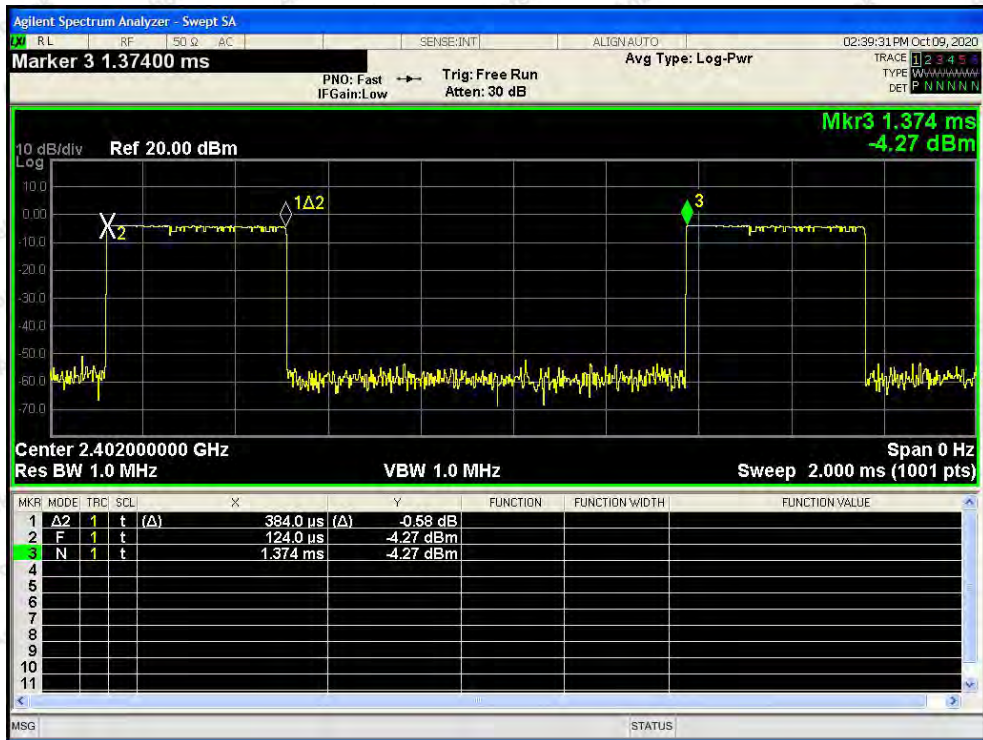 Agilent Spectrum Analyzer - Swept SA
LXI RL RF 50 Ω AC SENSE:INT ALIGN AUTO 02:39:31 PM Oct 09, 2020
Marker 3 1.37400 ms
PNO: Fast
IFGain:Low
Trig: Free Run
Atten: 30 dB
Avg Type: Log-Pwr
TRACE 1 2 3 4 5 6
TYPE WWWWWW
DET P N N N N N
Mkr3 1.374 ms
-4.27 dBm
10 dB/div Ref 20.00 dBm
Log
10.0
0.00
-10.0
-20.0
-30.0
-40.0
-50.0
-60.0
-70.0
X2
1Δ2
3
Center 2.402000000 GHz Span 0 Hz
Res BW 1.0 MHz VBW 1.0 MHz Sweep 2.000 ms (1001 pts)
MKR MODE TRC SCL X Y FUNCTION FUNCTION WIDTH FUNCTION VALUE
1 Δ2 1 t (Δ) 384.0 µs (Δ) -0.58 dB
2 F 1 t 124.0 µs -4.27 dBm
3 N 1 t 1.374 ms -4.27 dBm
4
5
6
7
8
9
10
11
MSG STATUS